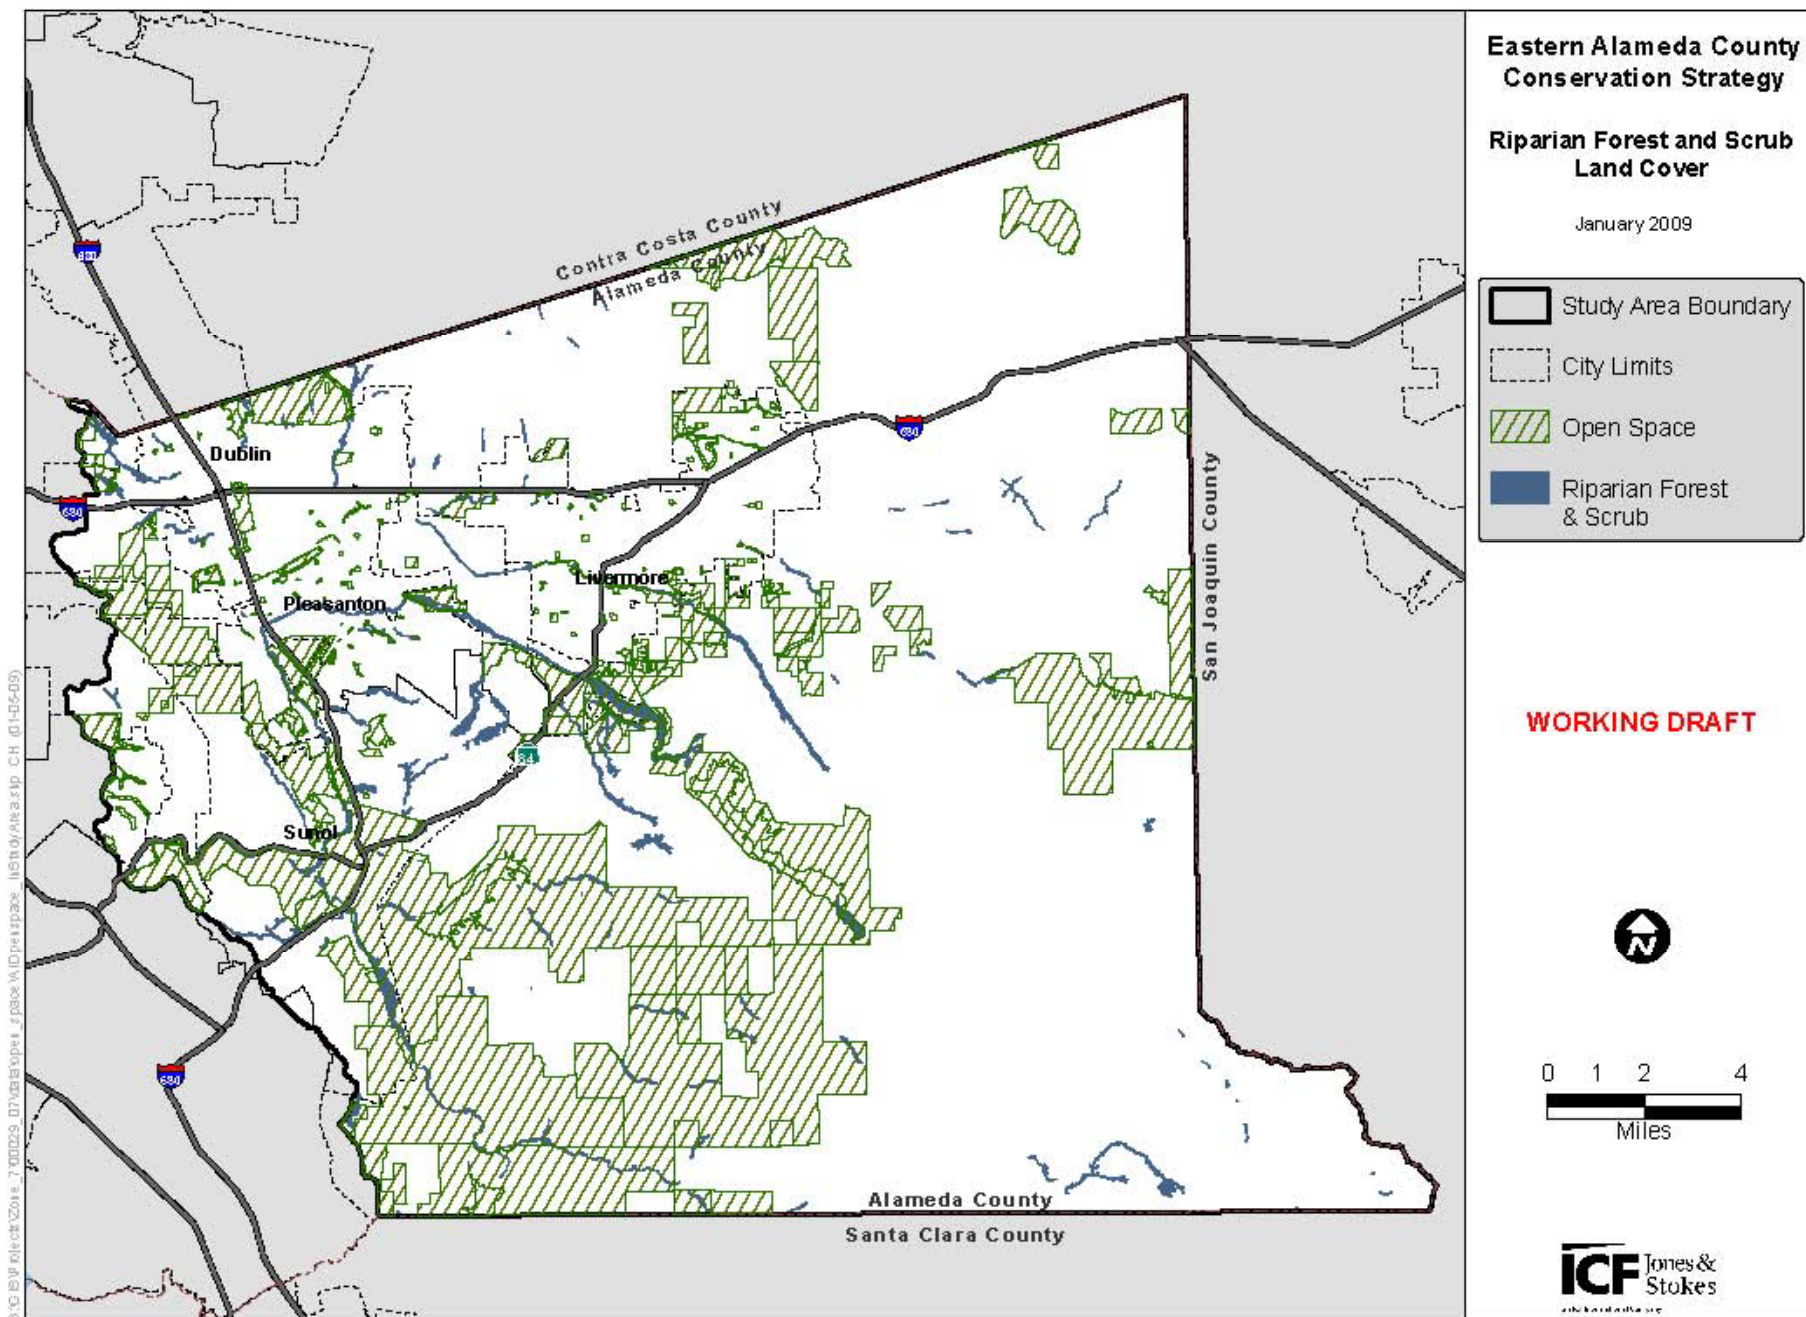 Eastern Alameda County
Conservation Strategy
Riparian Forest and Scrub
Land Cover
January 2009
Study Area Boundary
City Limits
Open Space
Riparian Forest
& Scrub
WORKING DRAFT
N
0 1 2 4
Miles
ICF Jones &
Stokes
Contra Costa County
Alameda County
680
Dublin
680
680
San Joaquin County
Livermore
Pleasanton
84
Sunol
680
Alameda County
Santa Clara County